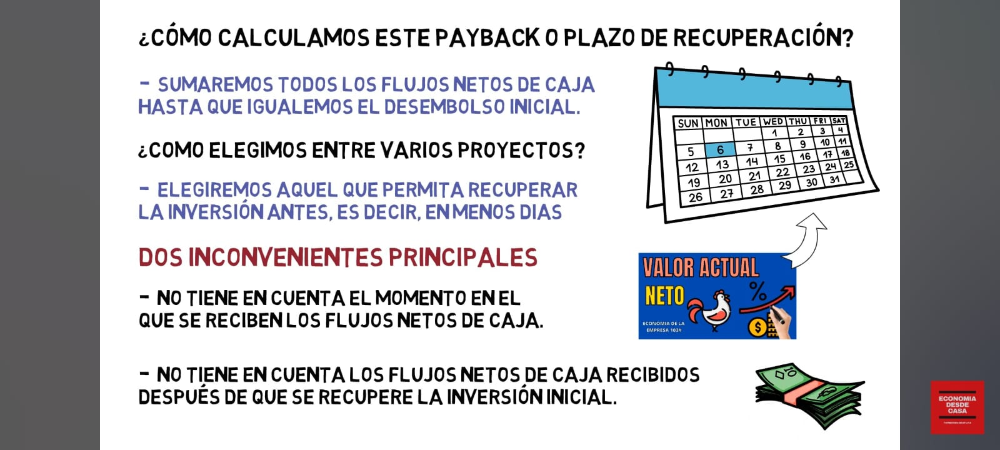 ¿CÓMO CALCULAMOS ESTE PAYBACK O PLAZO DE RECUPERACIÓN?
- SUMAREMOS TODOS LOS FLUJOS NETOS DE CAJA
HASTA QUE IGUALEMOS EL DESEMBOLSO INICIAL.
¿COMO ELEGIMOS ENTRE VARIOS PROYECTOS?
- ELEGIREMOS AQUEL QUE PERMITA RECUPERAR
LA INVERSIÓN ANTES, ES DECIR, EN MENOS DIAS
DOS INCONVENIENTES PRINCIPALES
- NO TIENE EN CUENTA EL MOMENTO EN EL
QUE SE RECIBEN LOS FLUJOS NETOS DE CAJA.
- NO TIENE EN CUENTA LOS FLUJOS NETOS DE CAJA RECIBIDOS
DESPUÉS DE QUE SE RECUPERE LA INVERSIÓN INICIAL.
SUN MON TUE WED THU FRI SAT
1 2 3 4
5 6 7 8 9 10 11
12 13 14 15 16 17 18
19 20 21 22 23 24 25
26 27 28 29 30 31
VALOR ACTUAL
NETO
%
ECONOMIA DE LA
EMPRESA 103#
$
ECONOMIA
DESDE
CASA